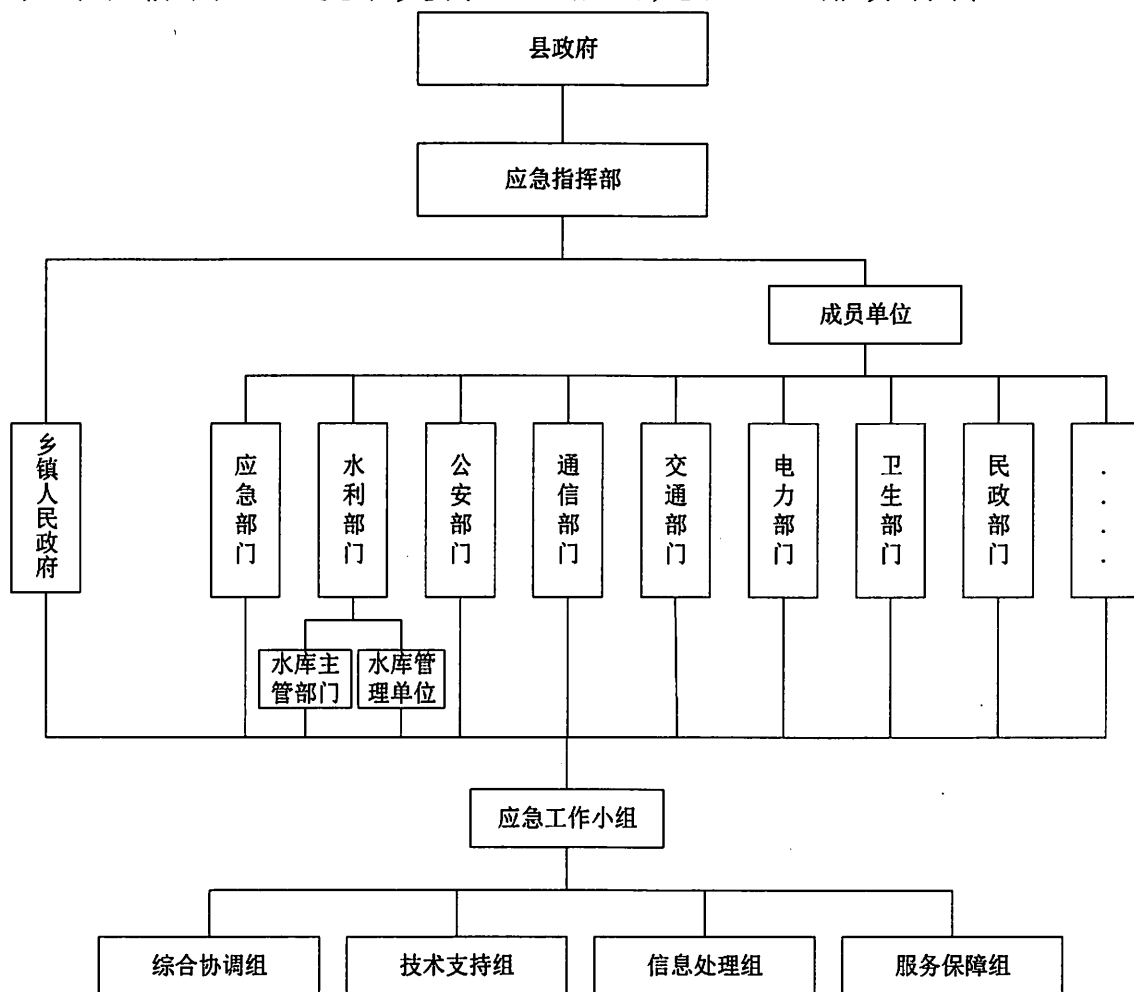 县政府
应急指挥部
成员单位
乡镇人民政府
应急部门
水利部门
公安部门
通信部门
交通部门
电力部门
卫生部门
民政部门
....
水库主
管部门
水库管
理单位
应急工作小组
综合协调组
技术支持组
信息处理组
服务保障组